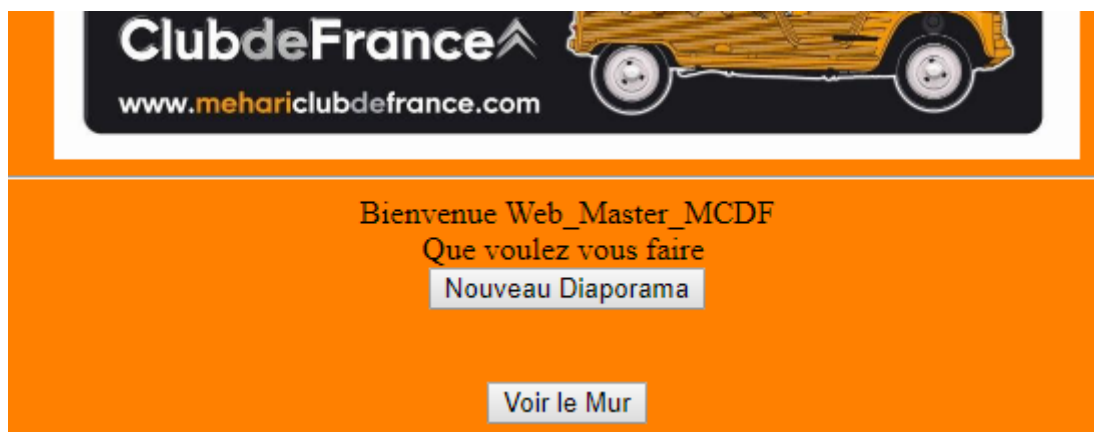 ClubdeFrance
www.mehariclubdefrance.com
Bienvenue Web_Master_MCDF
Que voulez vous faire
Nouveau Diaporama
Voir le Mur